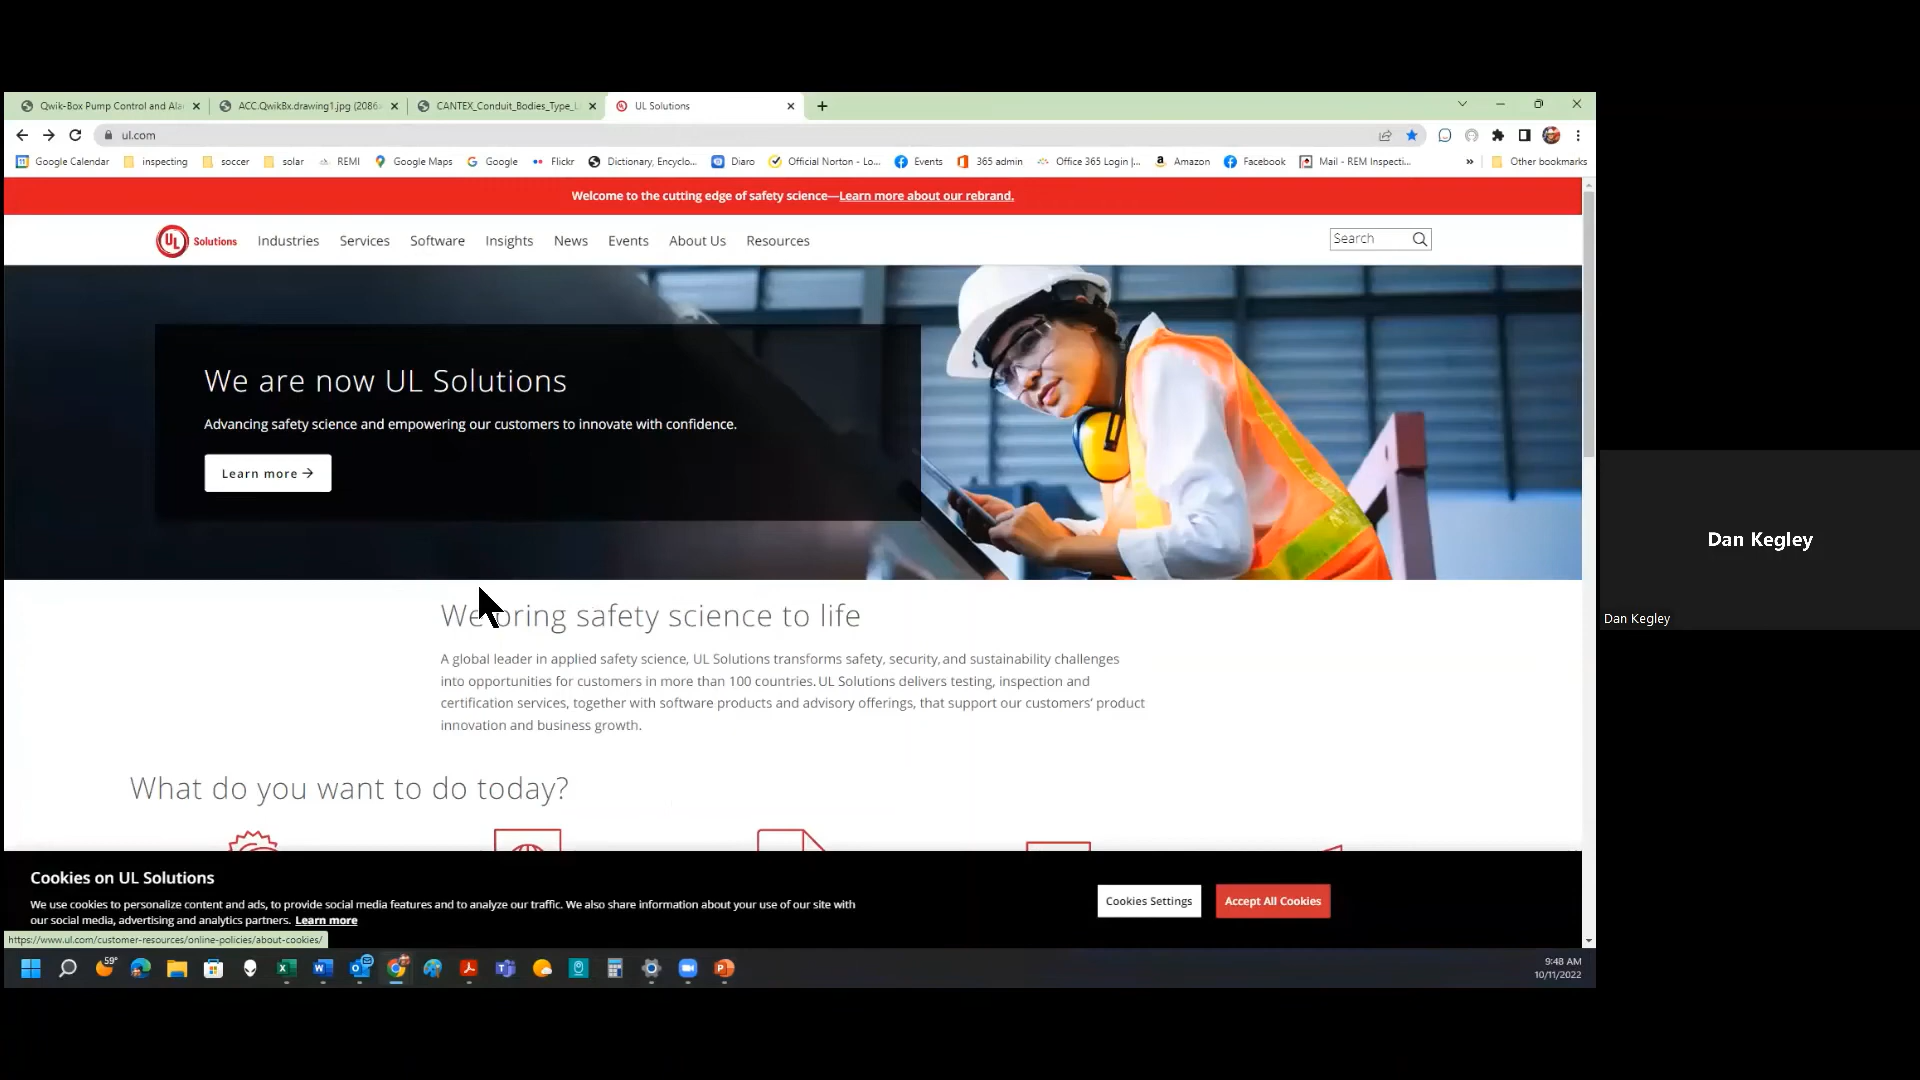 Qwik-Box Pump Control and Ala
ACC.QwikBx.drawing1.jpg (2086
CANTEX_Conduit_Bodies_Type_L
UL Solutions
ul.com
Google Calendar
inspecting
soccer
solar
REMI
Google Maps
Google
Flickr
Dictionary, Encyclo...
Diaro
Official Norton - Lo...
Events
365 admin
Office 365 Login |...
Amazon
Facebook
Mail - REM Inspecti...
»
Other bookmarks
Welcome to the cutting edge of safety science—Learn more about our rebrand.
UL Solutions
Industries
Services
Software
Insights
News
Events
About Us
Resources
Search
We are now UL Solutions
Advancing safety science and empowering our customers to innovate with confidence.
Learn more →
We bring safety science to life
A global leader in applied safety science, UL Solutions transforms safety, security, and sustainability challenges
into opportunities for customers in more than 100 countries. UL Solutions delivers testing, inspection and
certification services, together with software products and advisory offerings, that support our customers’ product
innovation and business growth.
What do you want to do today?
Cookies on UL Solutions
We use cookies to personalize content and ads, to provide social media features and to analyze our traffic. We also share information about your use of our site with
our social media, advertising and analytics partners. Learn more
Cookies Settings
Accept All Cookies
https://www.ul.com/customer-resources/online-policies/about-cookies/
59°
9:48 AM
10/11/2022
Dan Kegley
Dan Kegley